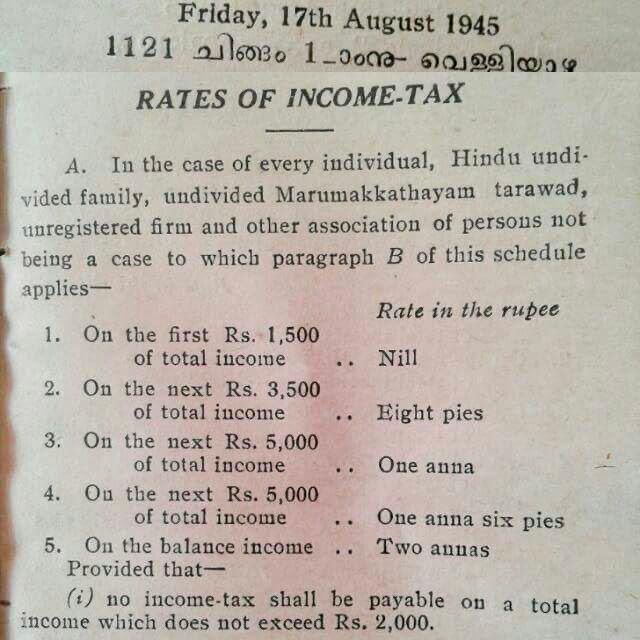 Friday, 17th August 1945
1121 ചിങ്ങം 1-ാംനു- വെള്ളിയാഴ
RATES OF INCOME-TAX
A. In the case of every individual, Hindu undi-
vided family, undivided Marumakkathayam tarawad,
unregistered firm and other association of persons not
being a case to which paragraph B of this schedule
applies—
Rate in the rupee
1. On the first Rs. 1,500
of total income .. Nill
2. On the next Rs. 3,500
of total income .. Eight pies
3. On the next Rs. 5,000
of total income .. One anna
4. On the next Rs. 5,000
of total income .. One anna six pies
5. On the balance income .. Two annas
Provided that—
(i) no income-tax shall be payable on a total
income which does not exceed Rs. 2,000.